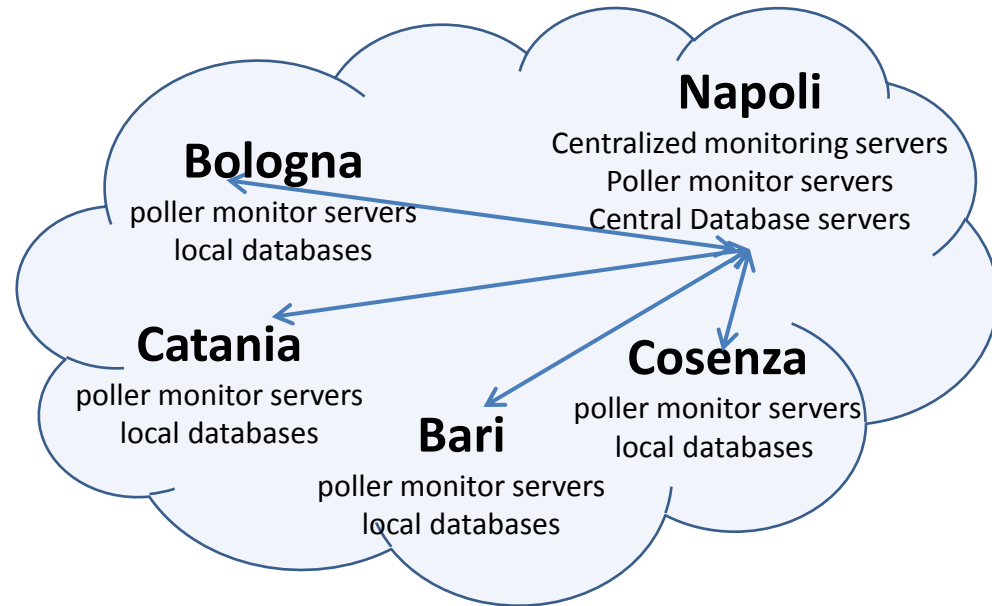 Napoli
Centralized monitoring servers
Poller monitor servers
Central Database servers
Bologna
poller monitor servers
local databases
Catania
poller monitor servers
local databases
Bari
poller monitor servers
local databases
Cosenza
poller monitor servers
local databases